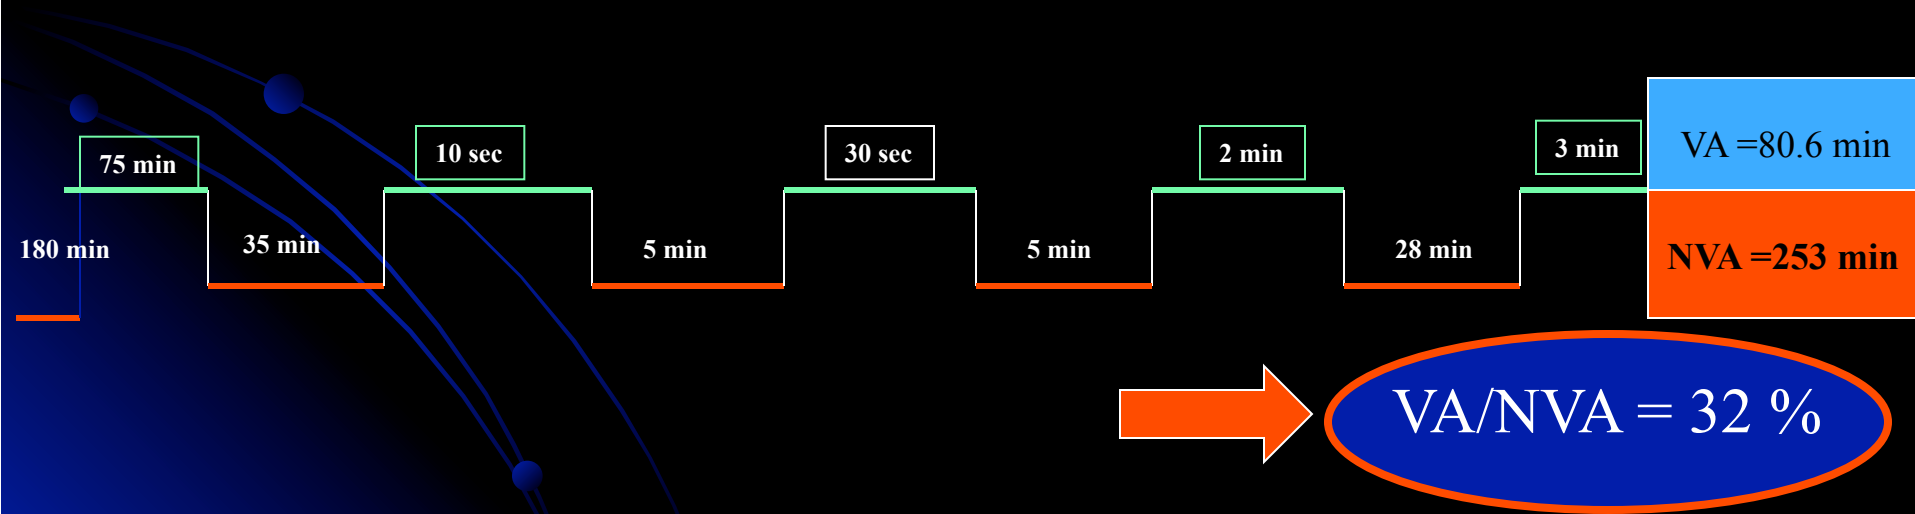 75 min
10 sec
30 sec
2 min
3 min
VA =80.6 min
180 min
35 min
5 min
5 min
28 min
NVA =253 min
VA/NVA = 32 %